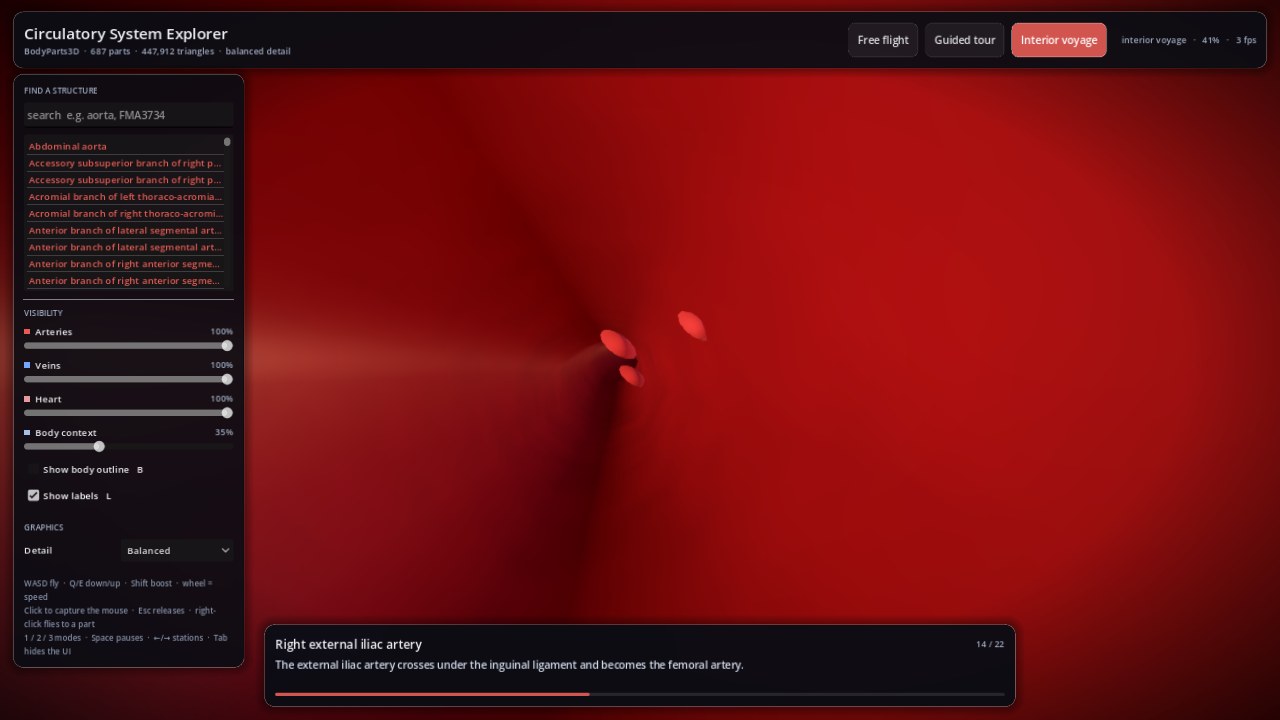 Circulatory System Explorer
BodyParts3D · 687 parts · 447,912 triangles · balanced detail
Free flight
Guided tour
Interior voyage
interior voyage · 41% · 3 fps
FIND A STRUCTURE
search e.g. aorta, FMA3734
Abdominal aorta
Accessory subsuperior branch of right p...
Accessory subsuperior branch of right p...
Acromial branch of left thoraco-acromia...
Acromial branch of right thoraco-acromi...
Anterior branch of lateral segmental art...
Anterior branch of lateral segmental art...
Anterior branch of right anterior segme...
Anterior branch of right anterior segme...
VISIBILITY
Arteries 100%
Veins 100%
Heart 100%
Body context 35%
Show body outline B
Show labels L
GRAPHICS
Detail Balanced
WASD fly · Q/E down/up · Shift boost · wheel =
speed
Click to capture the mouse · Esc releases · right-
click flies to a part
1 / 2 / 3 modes · Space pauses · ←/→ stations · Tab
hides the UI
Right external iliac artery 14 / 22
The external iliac artery crosses under the inguinal ligament and becomes the femoral artery.